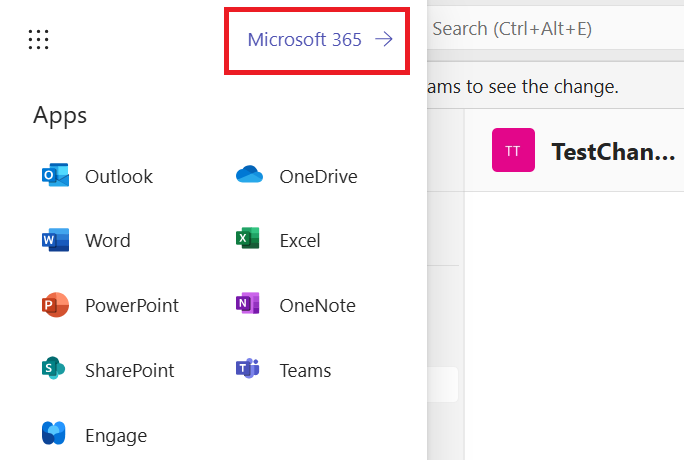 Microsoft 365
Search (Ctrl+Alt+E)
ams to see the change.
Apps
TT
TestChan...
Outlook
OneDrive
Word
Excel
PowerPoint
OneNote
SharePoint
Teams
Engage